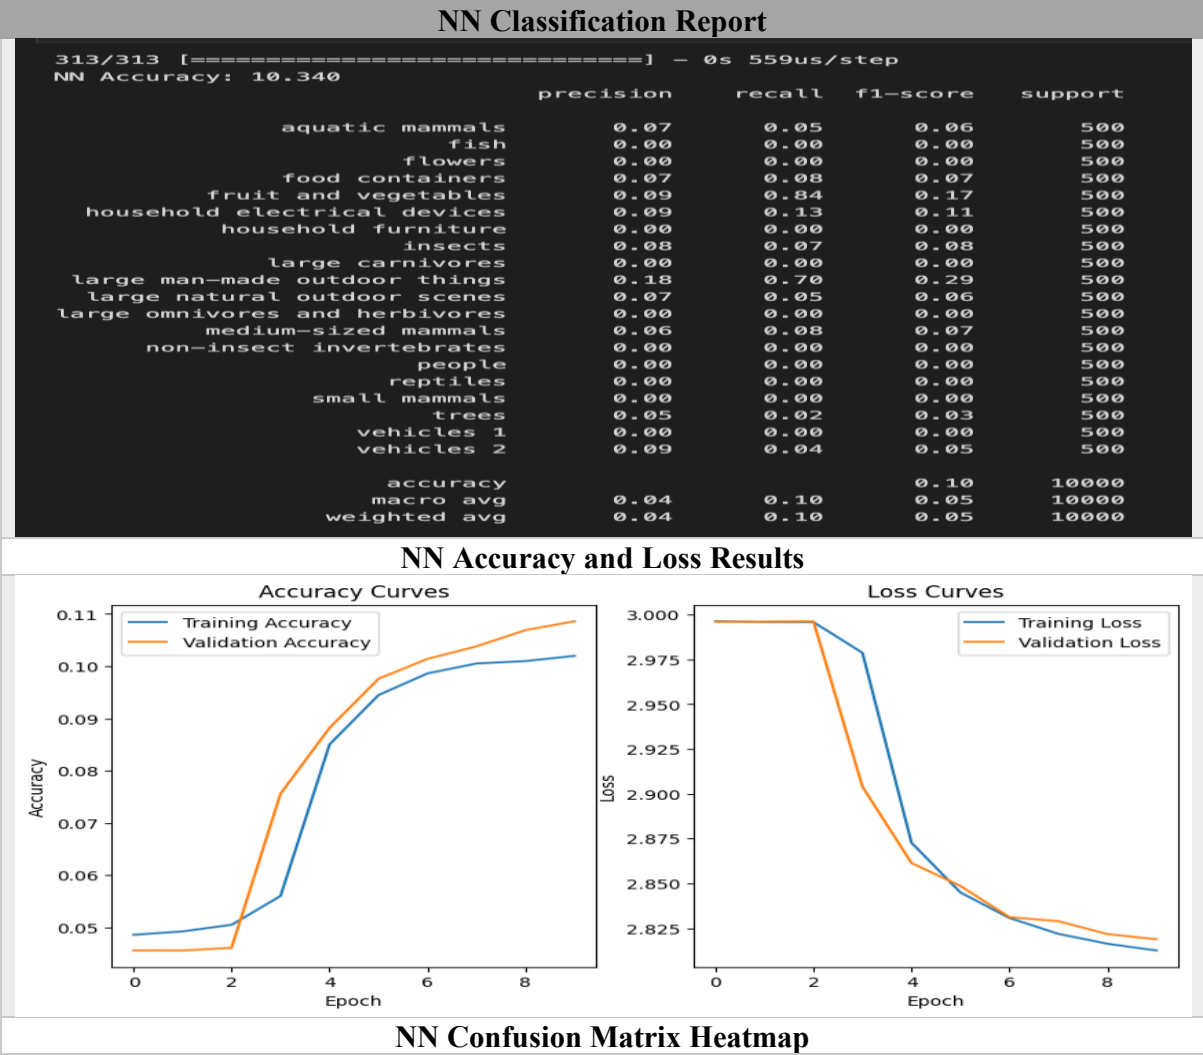 NN Classification Report
313/313 [==============================] - 0s 559us/step
NN Accuracy: 10.340
precision recall f1-score support
aquatic mammals 0.07 0.05 0.06 500
fish 0.00 0.00 0.00 500
flowers 0.00 0.00 0.00 500
food containers 0.07 0.08 0.07 500
fruit and vegetables 0.09 0.84 0.17 500
household electrical devices 0.09 0.13 0.11 500
household furniture 0.00 0.00 0.00 500
insects 0.08 0.07 0.08 500
large carnivores 0.00 0.00 0.00 500
large man-made outdoor things 0.18 0.70 0.29 500
large natural outdoor scenes 0.07 0.05 0.06 500
large omnivores and herbivores 0.00 0.00 0.00 500
medium-sized mammals 0.06 0.08 0.07 500
non-insect invertebrates 0.00 0.00 0.00 500
people 0.00 0.00 0.00 500
reptiles 0.00 0.00 0.00 500
small mammals 0.00 0.00 0.00 500
trees 0.05 0.02 0.03 500
vehicles 1 0.00 0.00 0.00 500
vehicles 2 0.09 0.04 0.05 500
accuracy 0.10 10000
macro avg 0.04 0.10 0.05 10000
weighted avg 0.04 0.10 0.05 10000
NN Accuracy and Loss Results
Accuracy Curves
Training Accuracy
Validation Accuracy
0.11
0.10
0.09
0.08
0.07
0.06
0.05
Accuracy
0 2 4 6 8
Epoch
Loss Curves
Training Loss
Validation Loss
3.000
2.975
2.950
2.925
2.900
2.875
2.850
2.825
Loss
0 2 4 6 8
Epoch
NN Confusion Matrix Heatmap